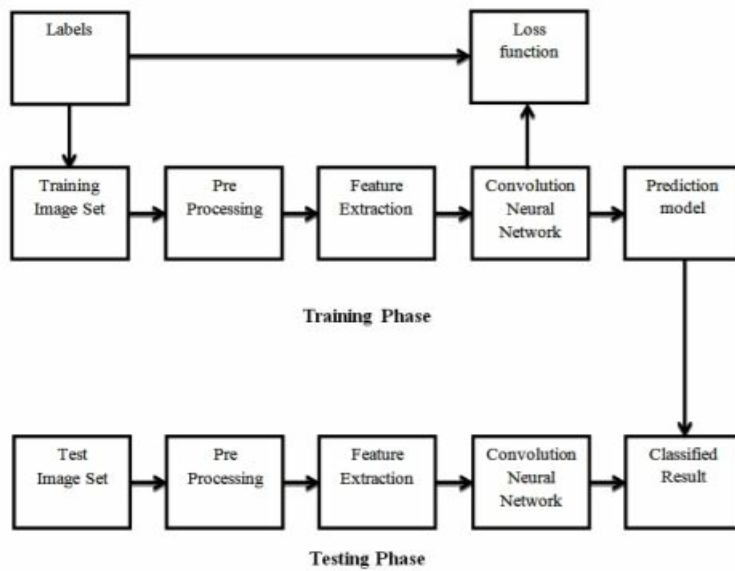 Labels
Loss
function
Training
Image Set
Pre
Processing
Feature
Extraction
Convolution
Neural
Network
Prediction
model
Training Phase
Test
Image Set
Pre
Processing
Feature
Extraction
Convolution
Neural
Network
Classified
Result
Testing Phase